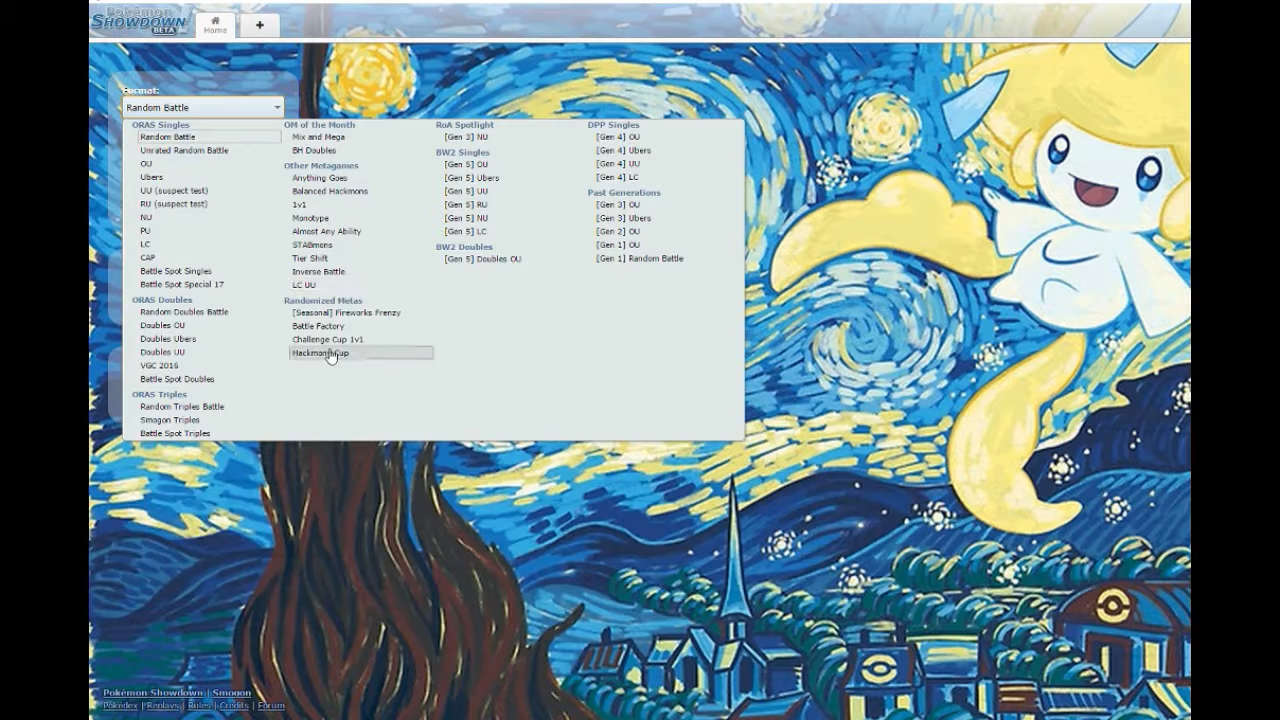 Pokémon
SHOWDOWN
BETA
Home
+
Format:
Random Battle
ORAS Singles
Random Battle
Unrated Random Battle
OU
Ubers
UU (suspect test)
RU (suspect test)
NU
PU
LC
CAP
Battle Spot Singles
Battle Spot Special 17
ORAS Doubles
Random Doubles Battle
Doubles OU
Doubles Ubers
Doubles UU
VGC 2016
Battle Spot Doubles
ORAS Triples
Random Triples Battle
Smogon Triples
Battle Spot Triples
OM of the Month
Mix and Mega
BH Doubles
Other Metagames
Anything Goes
Balanced Hackmons
1v1
Monotype
Almost Any Ability
STABmons
Tier Shift
Inverse Battle
LC UU
Randomized Metas
[Seasonal] Fireworks Frenzy
Battle Factory
Challenge Cup 1v1
Hackmons Cup
RoA Spotlight
[Gen 3] NU
BW2 Singles
[Gen 5] OU
[Gen 5] Ubers
[Gen 5] UU
[Gen 5] RU
[Gen 5] NU
[Gen 5] LC
BW2 Doubles
[Gen 5] Doubles OU
DPP Singles
[Gen 4] OU
[Gen 4] Ubers
[Gen 4] UU
[Gen 4] LC
Past Generations
[Gen 3] OU
[Gen 3] Ubers
[Gen 2] OU
[Gen 1] OU
[Gen 1] Random Battle
Pokémon Showdown | Smogon
Pokédex | Replays | Rules | Credits | Forum